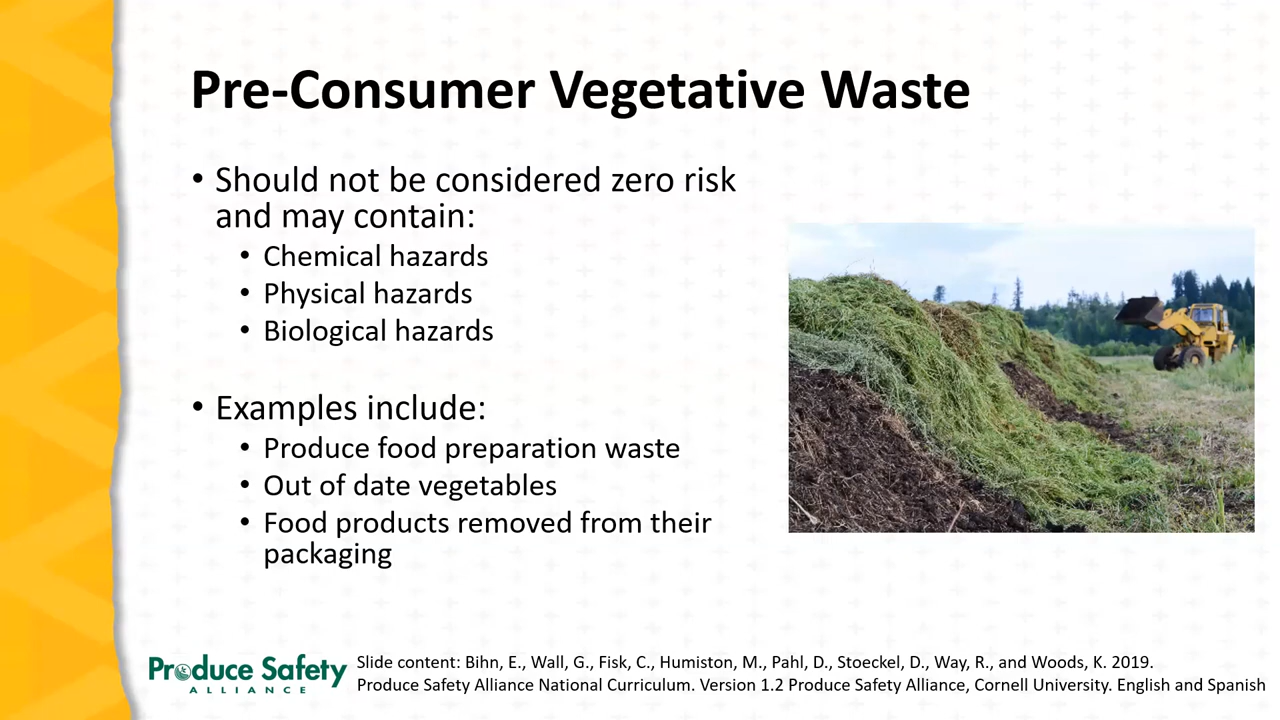 Pre-Consumer Vegetative Waste
• Should not be considered zero risk
and may contain:
• Chemical hazards
• Physical hazards
• Biological hazards
• Examples include:
• Produce food preparation waste
• Out of date vegetables
• Food products removed from their
packaging
Produce Safety
ALLIANCE
Slide content: Bihn, E., Wall, G., Fisk, C., Humiston, M., Pahl, D., Stoeckel, D., Way, R., and Woods, K. 2019.
Produce Safety Alliance National Curriculum. Version 1.2 Produce Safety Alliance, Cornell University. English and Spanish